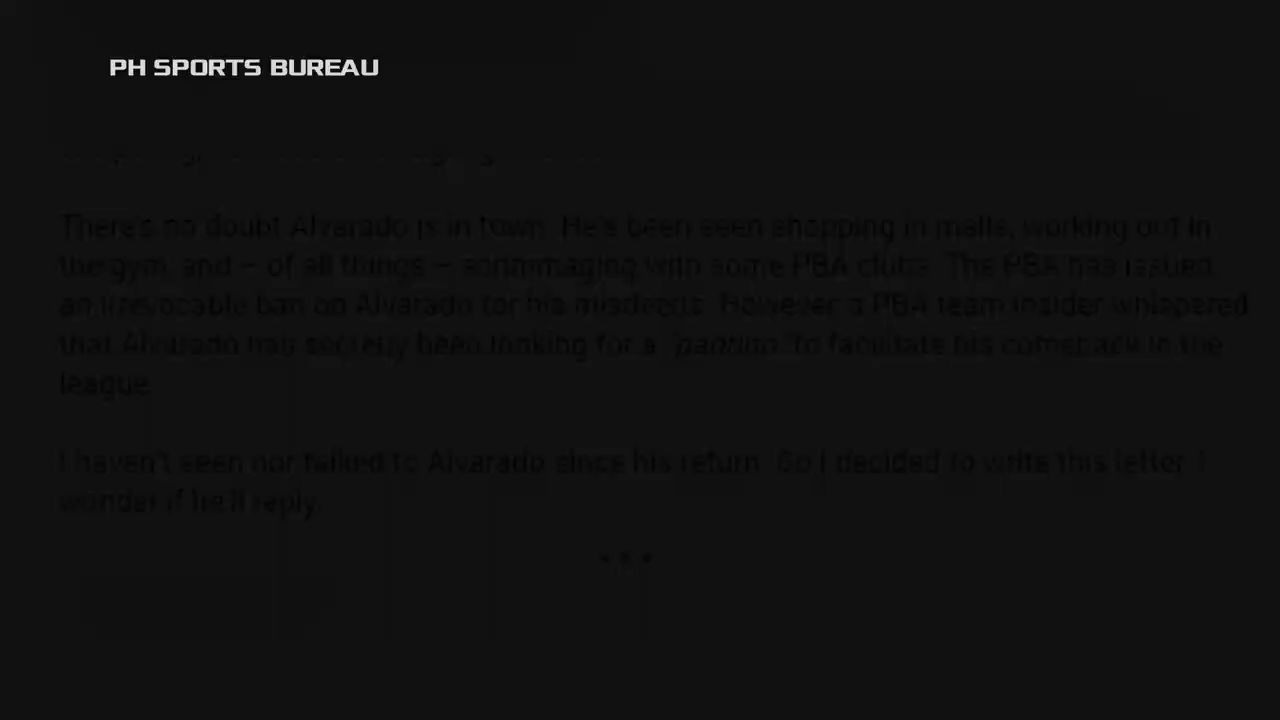 PH SPORTS BUREAU
There's no doubt Alvarado is in town. He's been seen shopping in malls, working out in
the gym, and – of all things – scrimmaging with some PBA clubs. The PBA has issued
an irrevocable ban on Alvarado for his misdeeds. However, a PBA team insider whispered
that Alvarado has secretly been looking for a "padrino" to facilitate his comeback in the
league.
I haven't seen nor talked to Alvarado since his return. So I decided to write this letter. I
wonder if he'll reply.
• • •